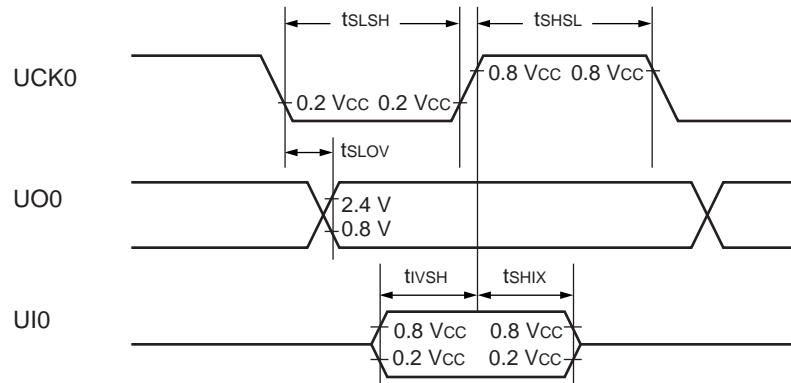 tSLSH tSHSL
UCK0
0.8 VCC 0.8 VCC
0.2 VCC 0.2 VCC
tSLOV
UO0
2.4 V
0.8 V
tIVSH tSHIX
UI0
0.8 VCC 0.8 VCC
0.2 VCC 0.2 VCC